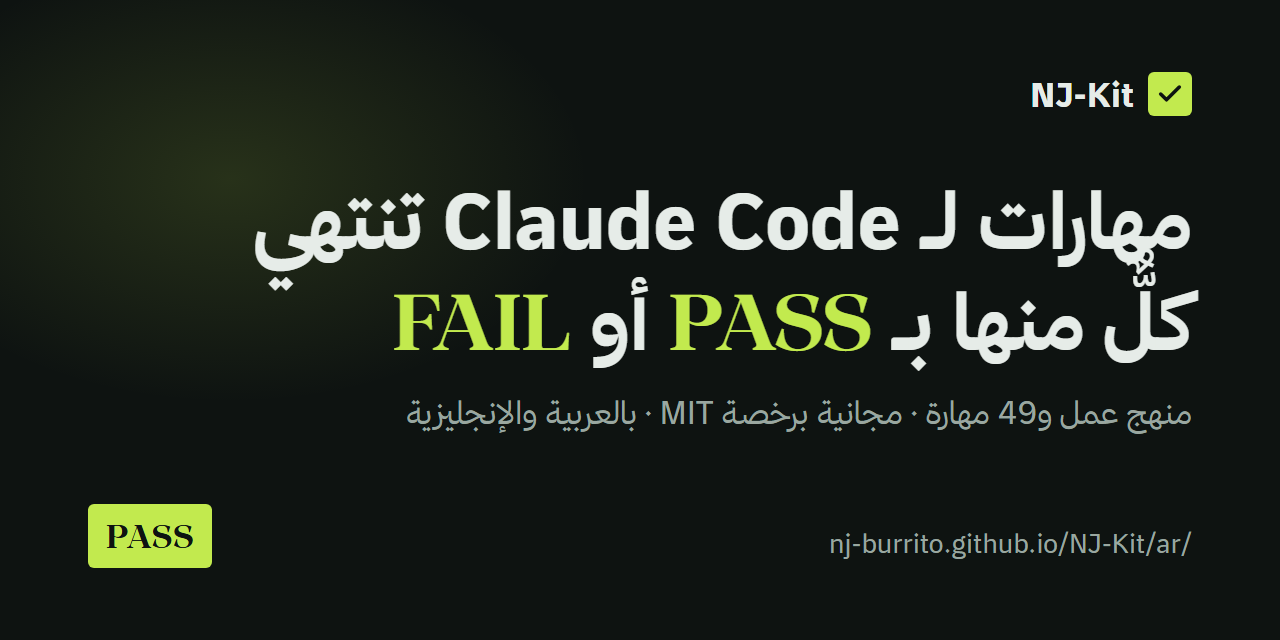 NJ-Kit
مهارات لـ Claude Code تنتهي
كلٌّ منها بـ PASS أو FAIL
منهج عمل و49 مهارة · مجانية برخصة MIT · بالعربية والإنجليزية
nj-burrito.github.io/NJ-Kit/ar/
PASS